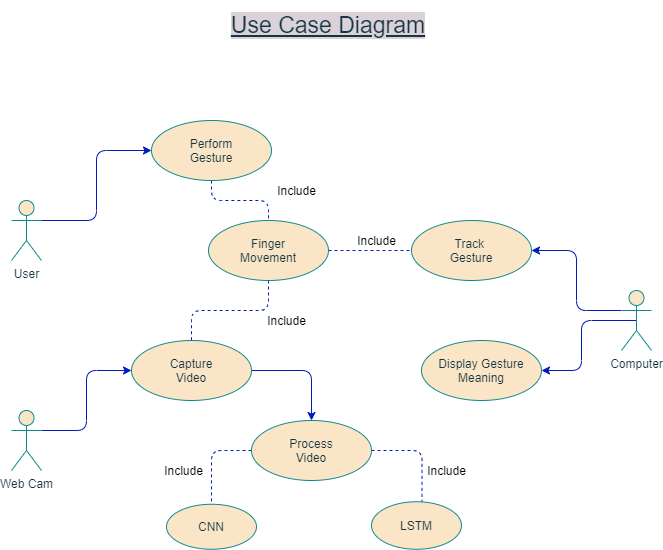 Use Case Diagram
Perform
Gesture
Include
User
Finger
Movement
Include
Track
Gesture
Include
Computer
Capture
Video
Display Gesture
Meaning
Web Cam
Process
Video
Include
Include
CNN
LSTM